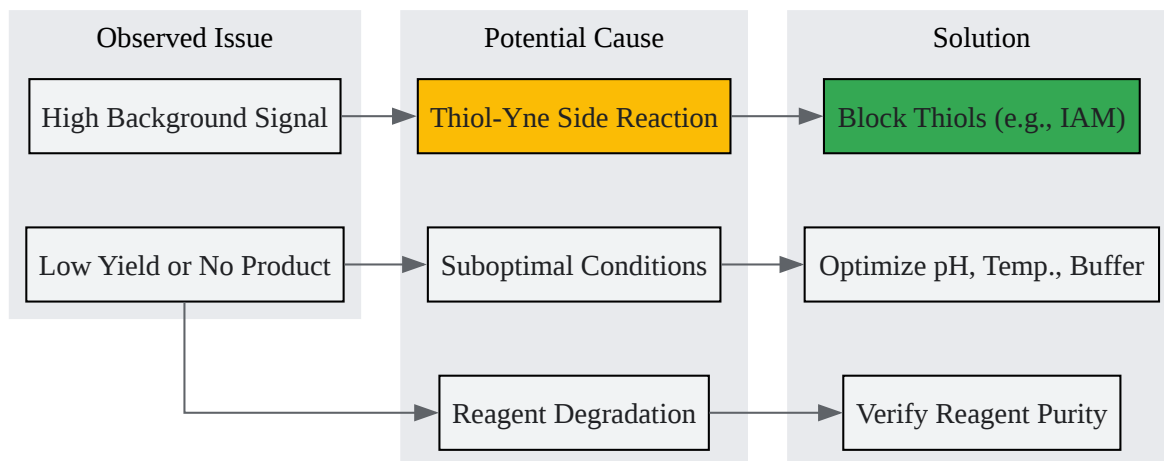 Observed Issue
Potential Cause
Solution
High Background Signal
Thiol-Yne Side Reaction
Block Thiols (e.g., IAM)
Low Yield or No Product
Suboptimal Conditions
Optimize pH, Temp., Buffer
Reagent Degradation
Verify Reagent Purity